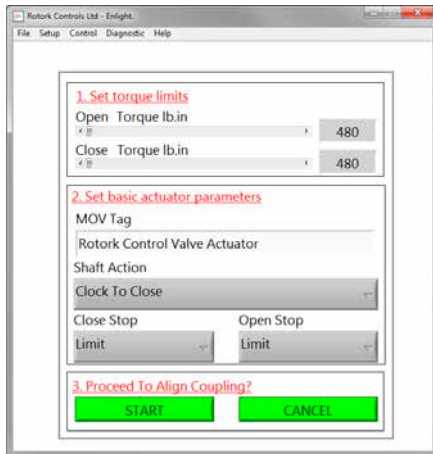 Rotork Controls Ltd - Enlight.
File Setup Control Diagnostic Help
1. Set torque limits
Open Torque lb.in
480
Close Torque lb.in
480
2. Set basic actuator parameters
MOV Tag
Rotork Control Valve Actuator
Shaft Action
Clock To Close
Close Stop Open Stop
Limit Limit
3. Proceed To Align Coupling?
START CANCEL